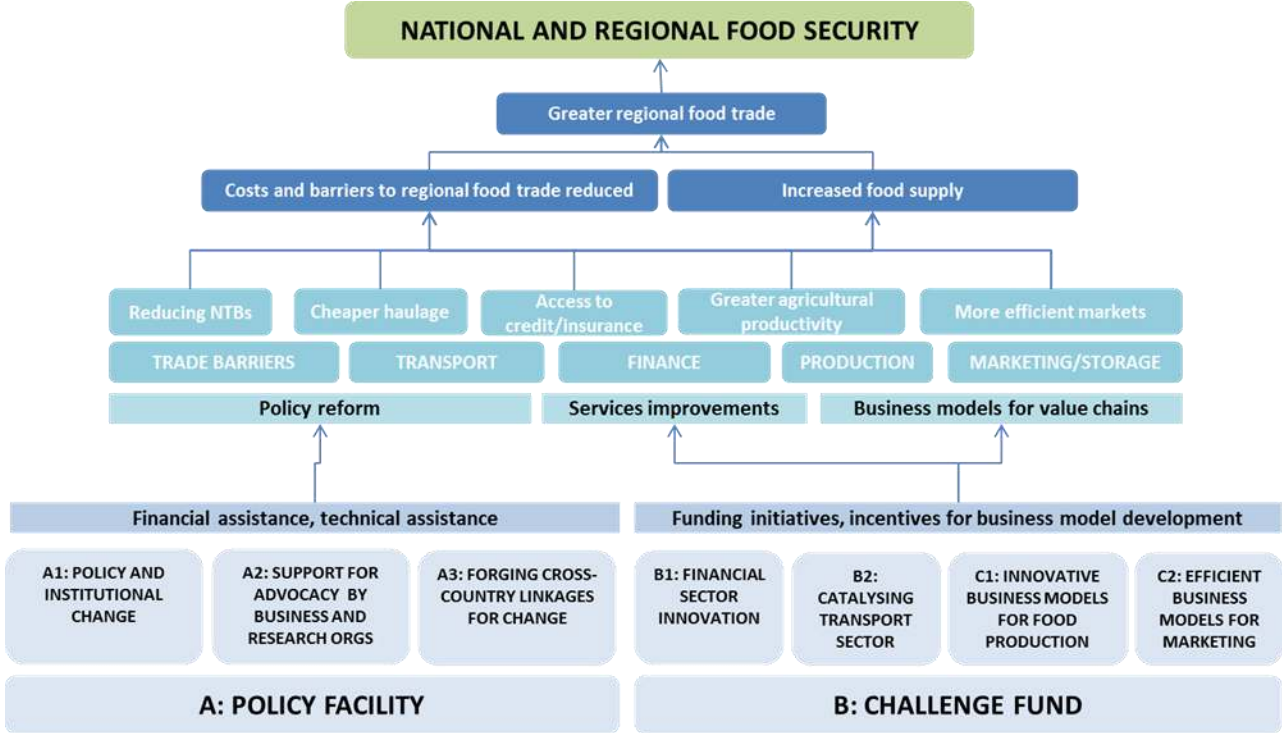 NATIONAL AND REGIONAL FOOD SECURITY
Greater regional food trade
Costs and barriers to regional food trade reduced
Increased food supply
Reducing NTBs
Cheaper haulage
Access to
credit/insurance
Greater agricultural
productivity
More efficient markets
TRADE BARRIERS
TRANSPORT
FINANCE
PRODUCTION
MARKETING/STORAGE
Policy reform
Services improvements
Business models for value chains
Financial assistance, technical assistance
Funding initiatives, incentives for business model development
A1: POLICY AND
INSTITUTIONAL
CHANGE
A2: SUPPORT FOR
ADVOCACY BY
BUSINESS AND
RESEARCH ORGS
A3: FORGING CROSS-
COUNTRY LINKAGES
FOR CHANGE
B1: FINANCIAL
SECTOR
INNOVATION
B2:
CATALYSING
TRANSPORT
SECTOR
C1: INNOVATIVE
BUSINESS MODELS
FOR FOOD
PRODUCTION
C2: EFFICIENT
BUSINESS
MODELS FOR
MARKETING
A: POLICY FACILITY
B: CHALLENGE FUND